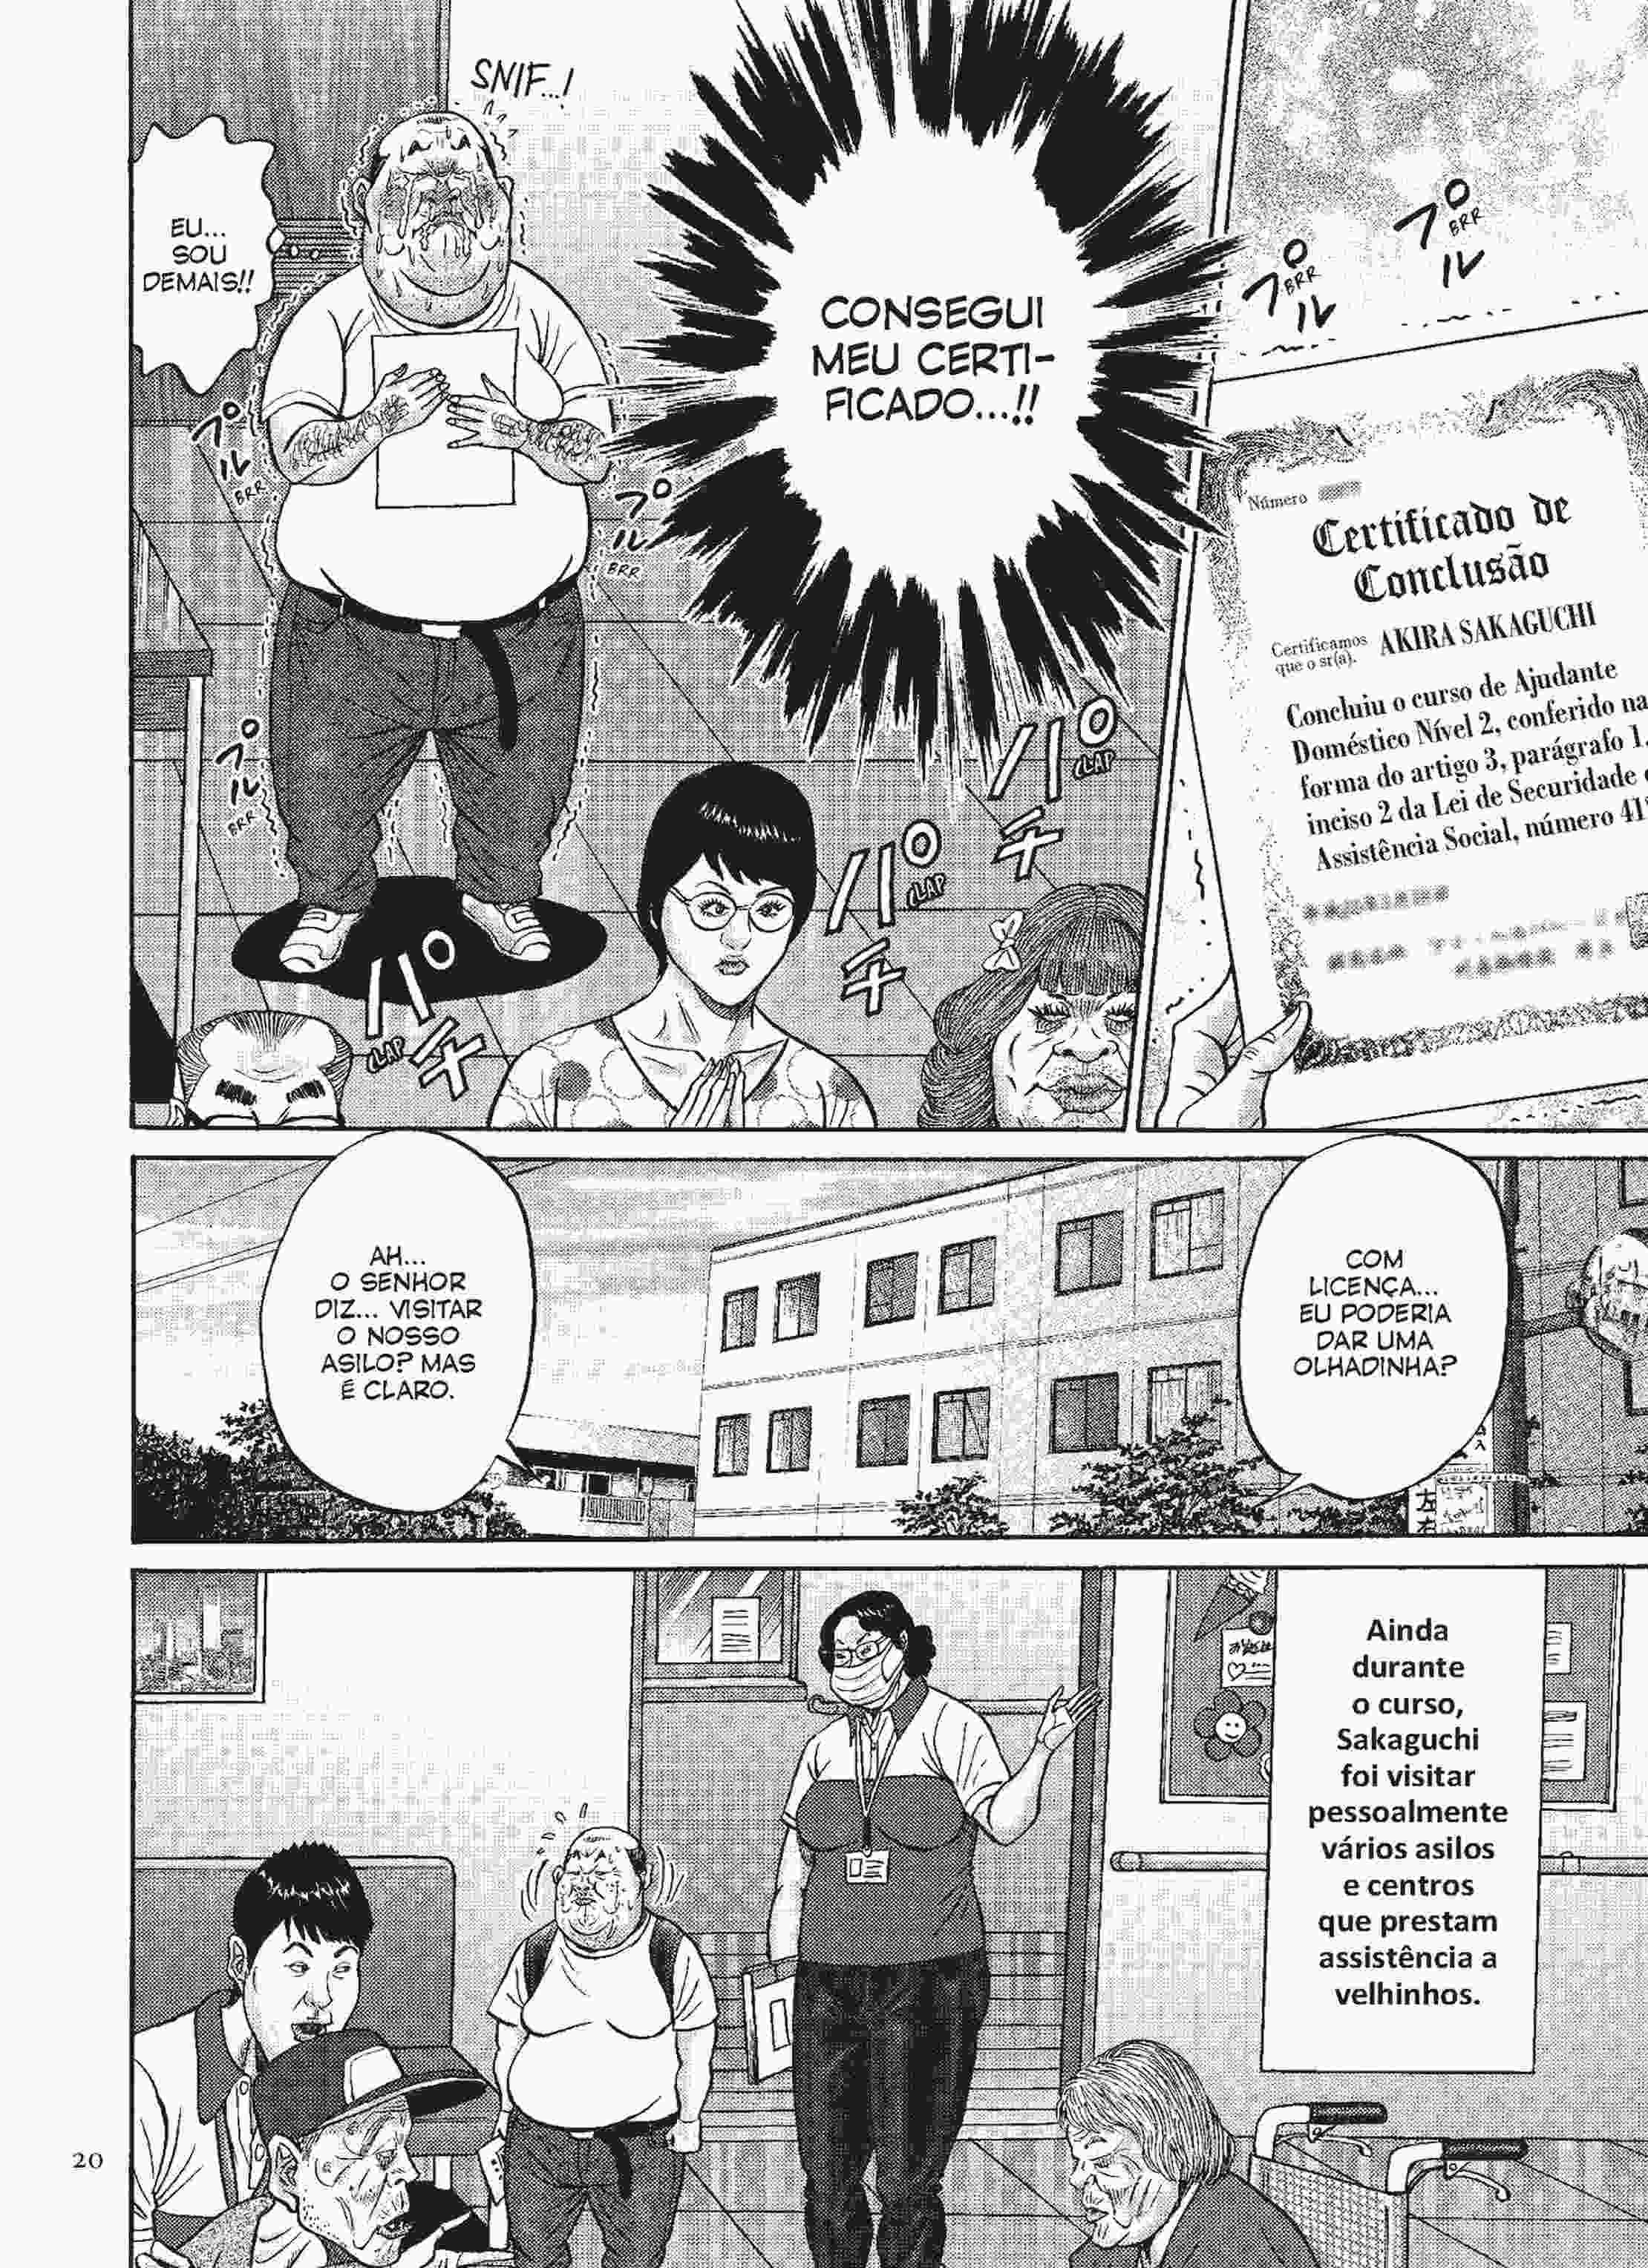 プル
BRR
プル
BRR
Número
Certificado de
Conclusão
Certificamos
que o sr(a).
AKIRA SAKAGUCHI
Concluiu o curso de Ajudante
Doméstico Nível 2, conferido na
forma do artigo 3, parágrafo 1,
inciso 2 da Lei de Securidade
Assistência Social, número 41
CONSEGUI
MEU CERTI-
FICADO...!!
SNIF...!
EU...
SOU
DEMAIS!!
プル
BRR
プル
BRR
プル
BRR
パチ
CLAP
パチ
CLAP
パチ
CLAP
COM
LICENÇA...
EU PODERIA
DAR UMA
OLHADINHA?
AH...
O SENHOR
DIZ... VISITAR
O NOSSO
ASILO? MAS
É CLARO.
左
右
Ainda
durante
o curso,
Sakaguchi
foi visitar
pessoalmente
vários asilos
e centros
que prestam
assistência a
velhinhos.
20